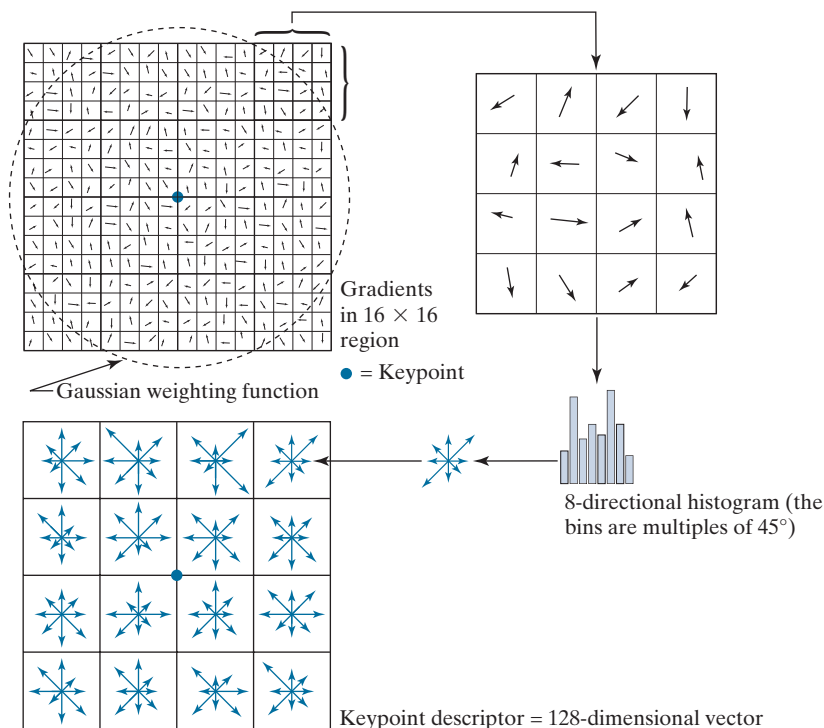 Gradients
in 16 × 16
region
● = Keypoint
Gaussian weighting function
8-directional histogram (the
bins are multiples of 45°)
Keypoint descriptor = 128-dimensional vector